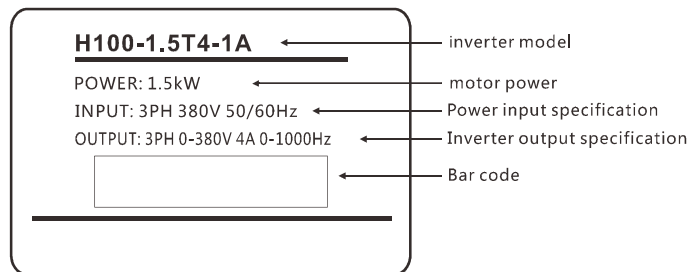 H100-1.5T4-1A inverter model
POWER: 1.5kW motor power
INPUT: 3PH 380V 50/60Hz Power input specification
OUTPUT: 3PH 0-380V 4A 0-1000Hz Inverter output specification
Bar code